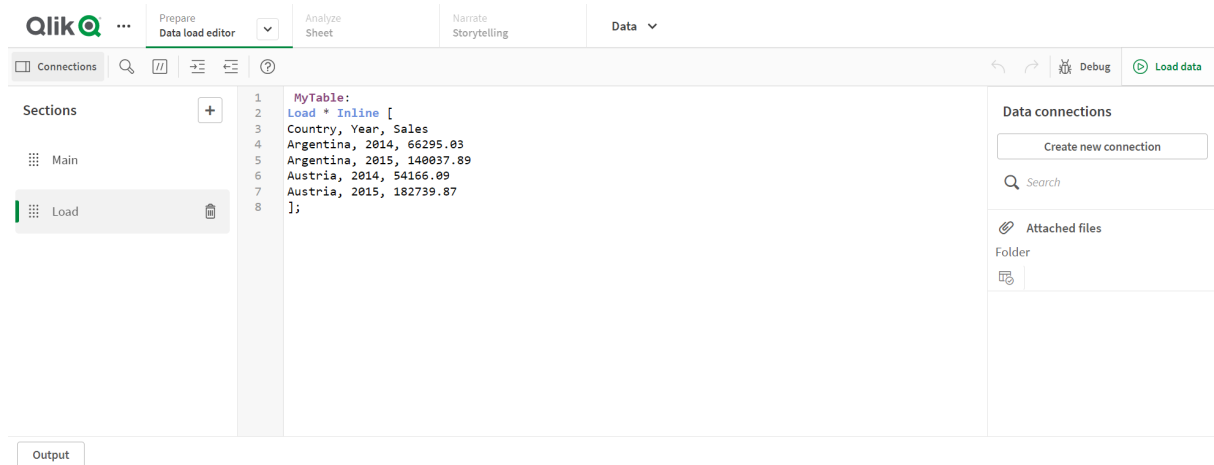 Qlik ...
Prepare
Data load editor
Analyze
Sheet
Narrate
Storytelling
Data
Connections
//
?
Debug
Load data
Sections
+
Main
Load
1 MyTable:
2 Load * Inline [
3 Country, Year, Sales
4 Argentina, 2014, 66295.03
5 Argentina, 2015, 140037.89
6 Austria, 2014, 54166.09
7 Austria, 2015, 182739.87
8 ];
Data connections
Create new connection
Search
Attached files
Folder
Output